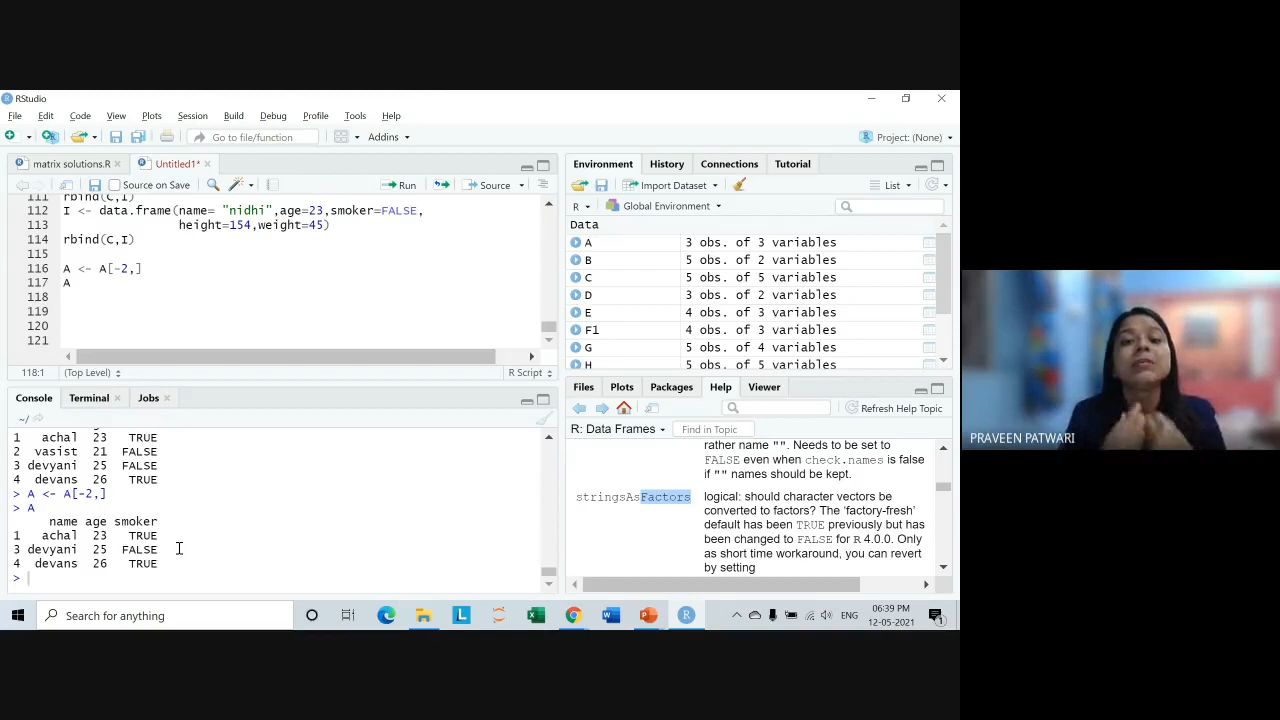 RStudio
File Edit Code View Plots Session Build Debug Profile Tools Help
Go to file/function Addins Project: (None)
matrix solutions.R Untitled1*
Source on Save Run Source
111 rbind(C,I)
112 I <- data.frame(name= "nidhi",age=23,smoker=FALSE,
113 height=154,weight=45)
114 rbind(C,I)
115
116 A <- A[-2,]
117 A
118
119
120
121
118:1 (Top Level) R Script
Console Terminal Jobs
~/
1 achal 23 TRUE
2 vasist 21 FALSE
3 devyani 25 FALSE
4 devans 26 TRUE
> A <- A[-2,]
> A
name age smoker
1 achal 23 TRUE
3 devyani 25 FALSE
4 devans 26 TRUE
>
Environment History Connections Tutorial
Import Dataset List
R Global Environment
Data
A 3 obs. of 3 variables
B 5 obs. of 2 variables
C 5 obs. of 5 variables
D 3 obs. of 2 variables
E 4 obs. of 3 variables
F1 4 obs. of 3 variables
G 5 obs. of 4 variables
H 5 obs. of 5 variables
Files Plots Packages Help Viewer
Refresh Help Topic
R: Data Frames Find in Topic
rather name "". Needs to be set to
FALSE even when check.names is false
if "" names should be kept.
stringsAsFactors logical: should character vectors be
converted to factors? The ‘factory-fresh’
default has been TRUE previously but has
been changed to FALSE for R 4.0.0. Only
as short time workaround, you can revert
by setting
PRAVEEN PATWARI
Search for anything
ENG
06:39 PM
12-05-2021
1